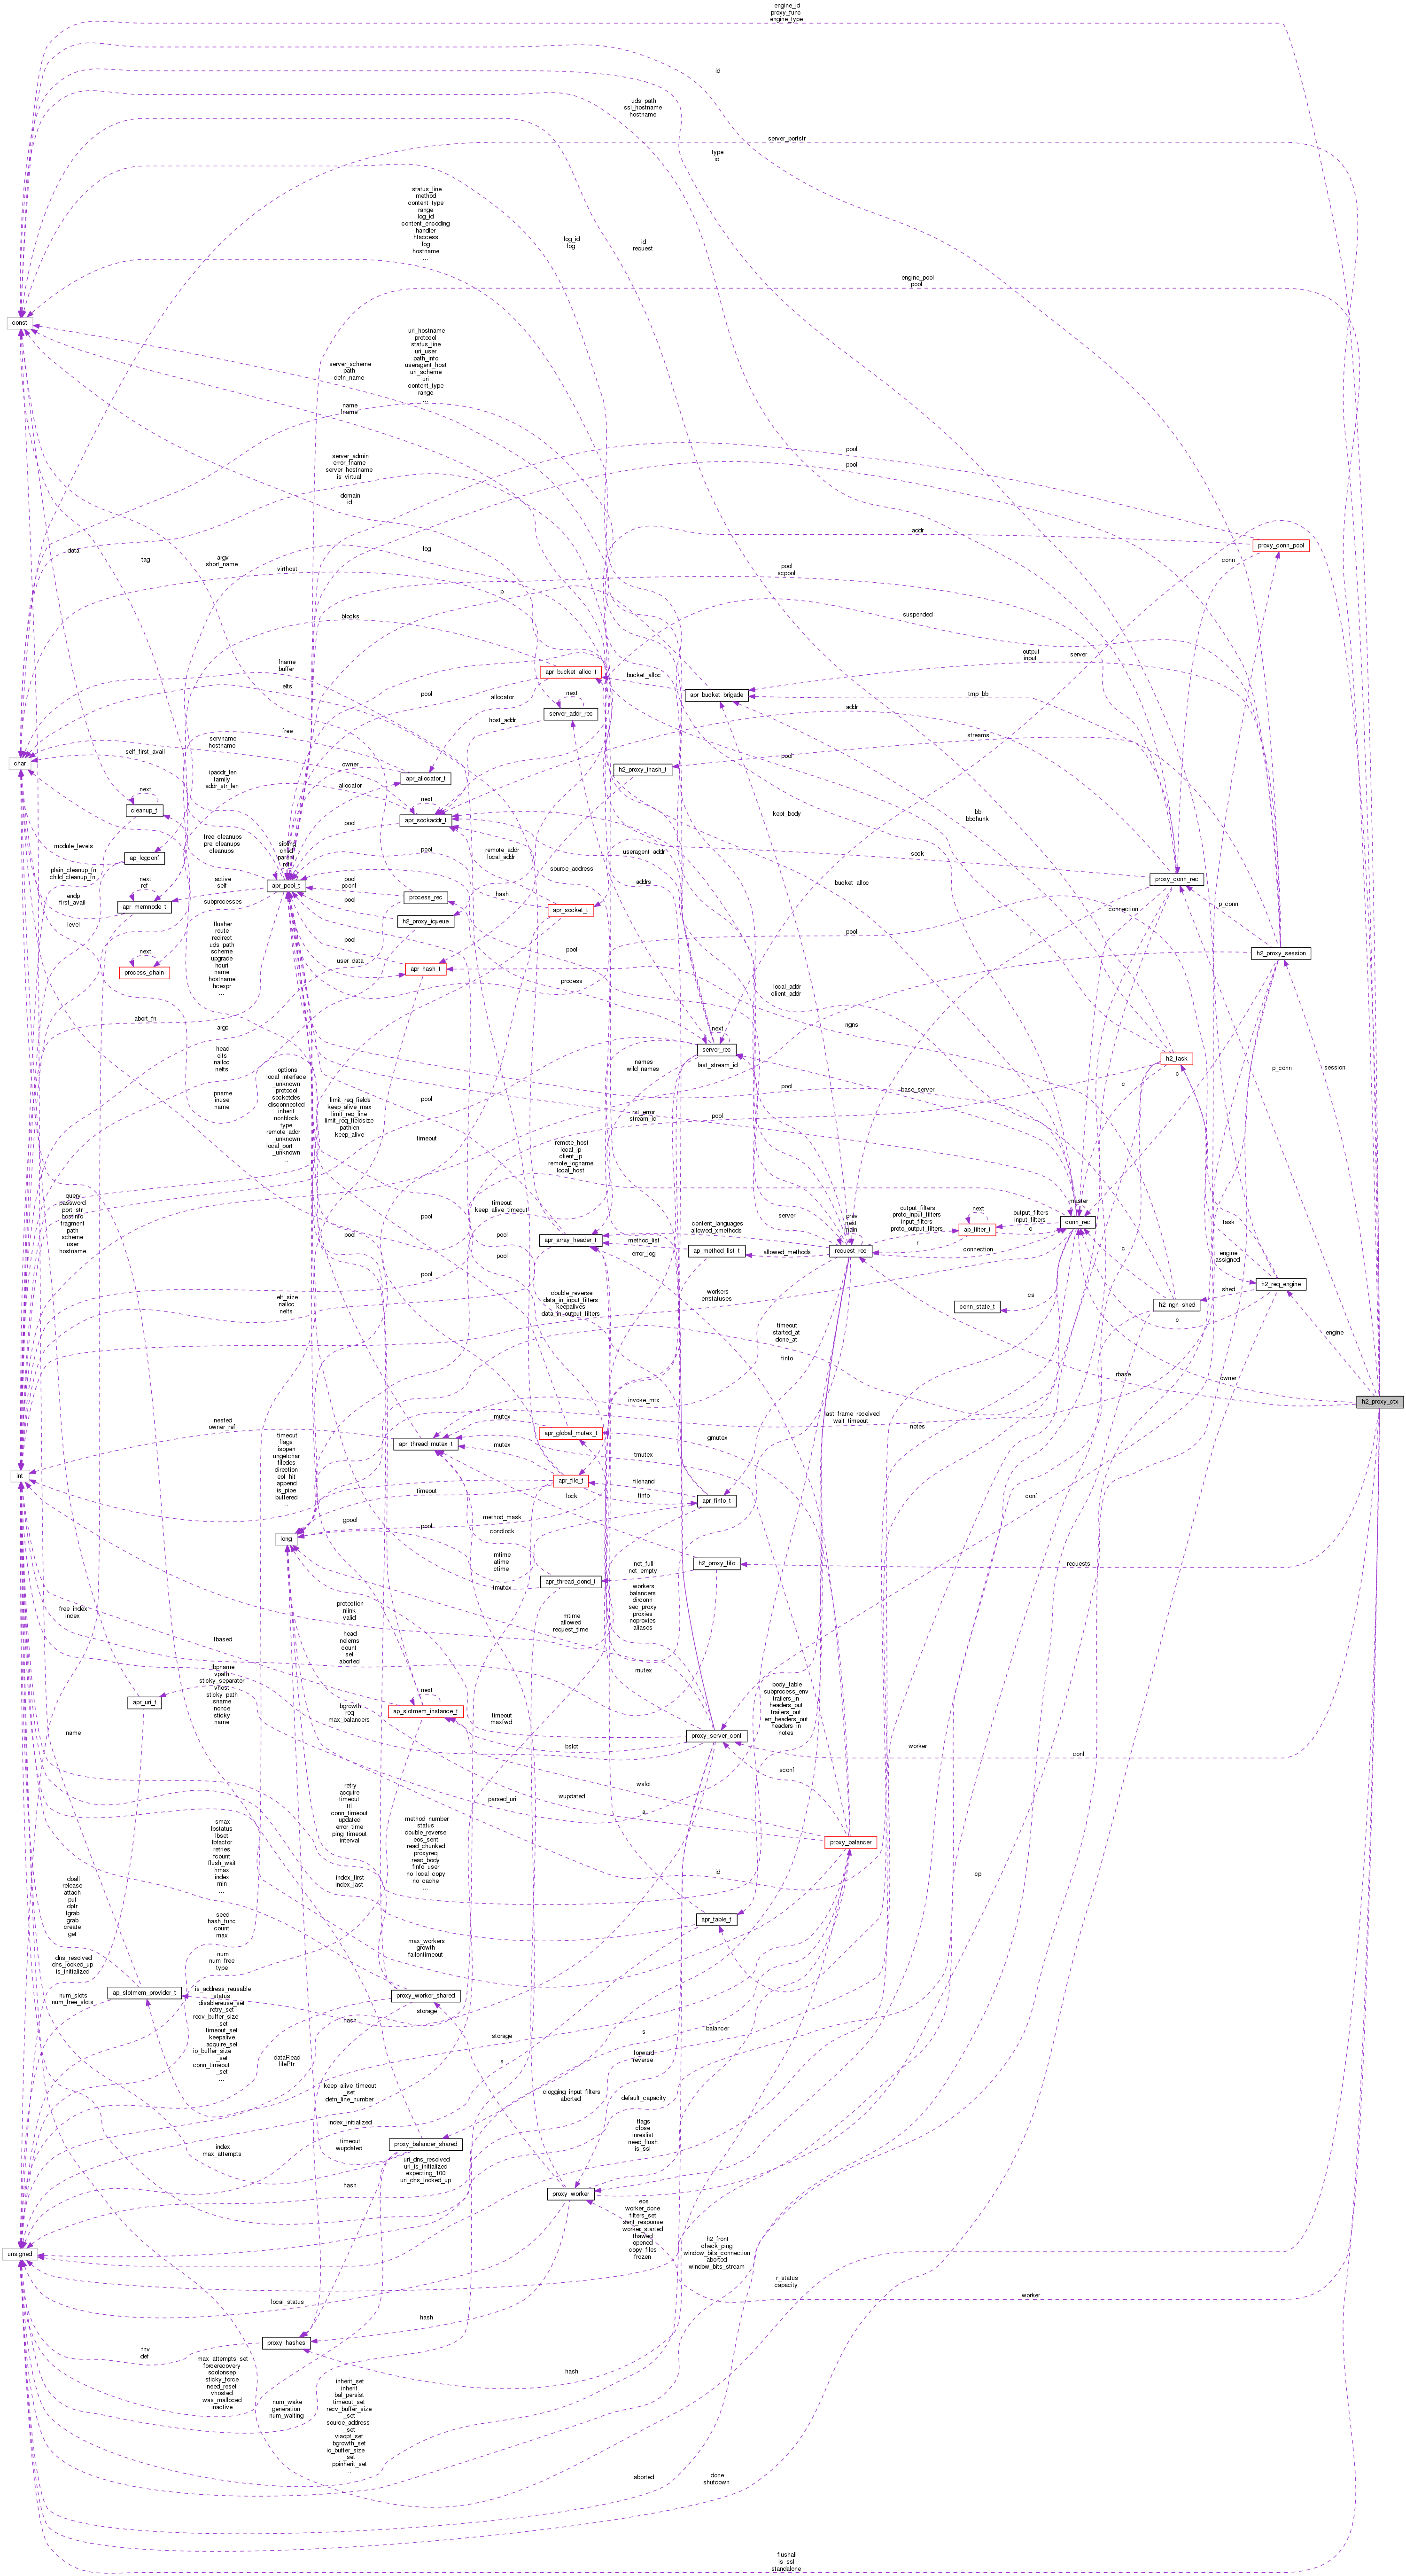 engine_id
proxy_func
engine_type
id
uds_path
ssl_hostname
hostname
server_portstr
type
id
status_line
method
content_type
range
log_id
content_encoding
handler
htaccess
log
hostname
...
log_id
log
id
request
engine_pool
pool
const
uri_hostname
protocol
status_line
uri_user
path_info
useragent_host
uri_scheme
uri
content_type
range
...
server_scheme
path
defn_name
name
fname
server_admin
error_fname
server_hostname
is_virtual
pool
pool
domain
id
addr
proxy_conn_pool
data
tag
argv
short_name
log
conn
virthost
p
pool
scpool
blocks
suspended
fname
buffer
output
input
server
elts
pool
apr_bucket_alloc_t
bucket_alloc
apr_bucket_brigade
allocator
next
server_addr_rec
tmp_bb
host_addr
addr
free
servname
hostname
streams
char
self_first_avail
owner
apr_allocator_t
h2_proxy_ihash_t
pool
ipaddr_len
family
addr_str_len
allocator
next
cleanup_t
next
apr_sockaddr_t
bb
bbchunk
kept_body
free_cleanups
pre_cleanups
cleanups
pool
module_levels
ap_logconf
sibling
child
parent
ref
remote_addr
local_addr
useragent_addr
sock
pool
source_address
plain_cleanup_fn
child_cleanup_fn
next
ref
active
self
apr_pool_t
pool
pconf
process_rec
hash
addrs
bucket_alloc
proxy_conn_rec
endp
first_avail
apr_memnode_t
subprocesses
pool
h2_proxy_iqueue
apr_socket_t
connection
p_conn
level
flusher
route
redirect
uds_path
scheme
upgrade
hcurl
name
hostname
hcexpr
...
r
next
process_chain
pool
user_data
apr_hash_t
pool
pool
h2_proxy_session
process
local_addr
client_addr
abort_fn
argc
ngns
next
server_rec
head
elts
nalloc
nelts
names
wild_names
last_stream_id
h2_task
options
local_interface
_unknown
protocol
socketdes
disconnected
inherit
nonblock
type
remote_addr
_unknown
local_port
_unknown
...
pname
inuse
name
limit_req_fields
keep_alive_max
limit_req_line
limit_req_fieldsize
pathlen
keep_alive
pool
pool
base_server
c
c
p_conn
session
rst_error
stream_id
pool
timeout
remote_host
local_ip
client_ip
remote_logname
local_host
query
password
port_str
hostinfo
fragment
path
scheme
user
hostname
timeout
keep_alive_timeout
content_languages
allowed_xmethods
server
prev
next
main
output_filters
proto_input_filters
input_filters
proto_output_filters
next
ap_filter_t
output_filters
input_filters
master
conn_rec
c
task
pool
pool
apr_array_header_t
method_list
ap_method_list_t
allowed_methods
request_rec
r
connection
error_log
c
engine
assigned
h2_req_engine
pool
elt_size
nalloc
nelts
double_reverse
data_in_input_filters
keepalives
data_in_output_filters
workers
errstatuses
conn_state_t
cs
h2_ngn_shed
shed
c
timeout
started_at
done_at
engine
finfo
rbase
owner
h2_proxy_ctx
invoke_mtx
last_frame_received
wait_timeout
notes
nested
owner_ref
apr_thread_mutex_t
mutex
apr_global_mutex_t
gmutex
mutex
tmutex
int
timeout
flags
isopen
ungetchar
filedes
direction
eof_hit
append
is_pipe
buffered
...
apr_file_t
filehand
timeout
lock
finfo
apr_finfo_t
conf
method_mask
gpool
pool
condlock
long
mtime
atime
ctime
tmutex
not_full
not_empty
h2_proxy_fifo
requests
apr_thread_cond_t
workers
balancers
dirconn
sec_proxy
proxies
noproxies
aliases
free_index
index
protection
nlink
valid
mtime
allowed
request_time
head
nelems
count
set
aborted
fbased
mutex
lbpname
vpath
sticky_separator
vhost
sticky_path
sname
nonce
sticky
name
apr_uri_t
next
ap_slotmem_instance_t
bgrowth
req
max_balancers
body_table
subprocess_env
trailers_in
headers_out
trailers_out
err_headers_out
headers_in
notes
timeout
maxfwd
name
proxy_server_conf
bslot
worker
conf
sconf
wslot
retry
acquire
timeout
ttl
conn_timeout
updated
error_time
ping_timeout
interval
parsed_uri
wupdated
a
smax
lbstatus
lbset
lbfactor
retries
fcount
flush_wait
hmax
index
min
...
method_number
status
double_reverse
eos_sent
read_chunked
proxyreq
read_body
finfo_user
no_local_copy
no_cache
...
proxy_balancer
id
cp
index_first
index_last
doall
release
attach
put
dptr
fgrab
grab
create
get
seed
hash_func
count
max
apr_table_t
max_workers
growth
failontimeout
num
num_free
type
dns_resolved
dns_looked_up
is_initialized
ap_slotmem_provider_t
num_slots
num_free_slots
is_address_reusable
status
disablereuse_set
retry_set
recv_buffer_size
_set
timeout_set
keepalive
acquire_set
io_buffer_size
_set
conn_timeout
_set
...
proxy_worker_shared
storage
hash
storage
s
balancer
s
forward
reverse
dataRead
filePtr
keep_alive_timeout
_set
defn_line_number
clogging_input_filters
aborted
default_capacity
index_initialized
flags
close
inreslist
need_flush
is_ssl
index
max_attempts
timeout
wupdated
proxy_balancer_shared
uri_dns_resolved
uri_is_initialized
expecting_100
uri_dns_looked_up
hash
unsigned
proxy_worker
eos
worker_done
filters_set
sent_response
worker_started
thawed
opened
copy_files
frozen
h2_front
check_ping
window_bits_connection
aborted
window_bits_stream
r_status
capacity
local_status
worker
hash
fnv
def
proxy_hashes
hash
max_attempts_set
forcerecovery
scolonsep
sticky_force
need_reset
vhosted
was_malloced
inactive
num_wake
generation
num_waiting
inherit_set
inherit
bal_persist
timeout_set
recv_buffer_size
_set
source_address
_set
viaopt_set
bgrowth_set
io_buffer_size
_set
ppinherit_set
...
aborted
done
shutdown
flushall
is_ssl
standalone